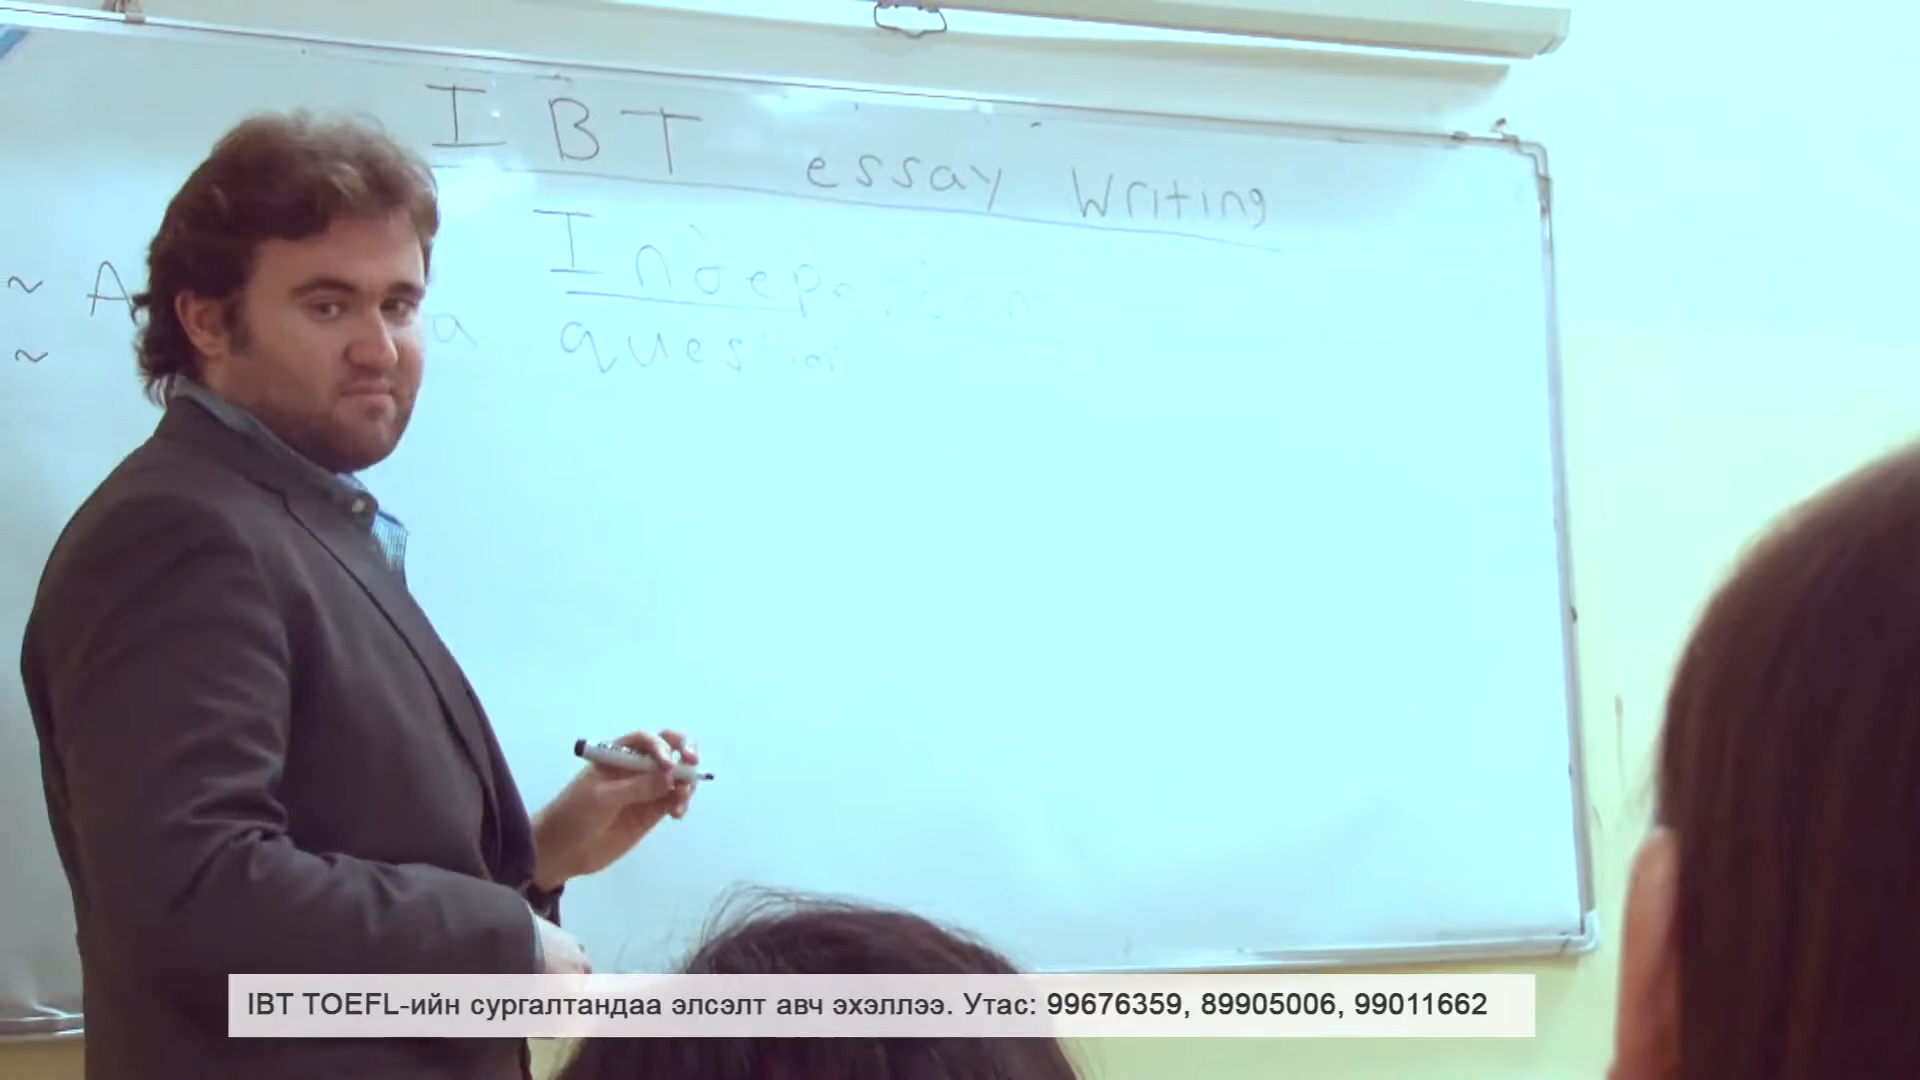 IBT essay Writing
~ A
Independen
~ a question
IBT TOEFL-ийн сургалтандаа элсэлт авч эхэллээ. Утас: 99676359, 89905006, 99011662